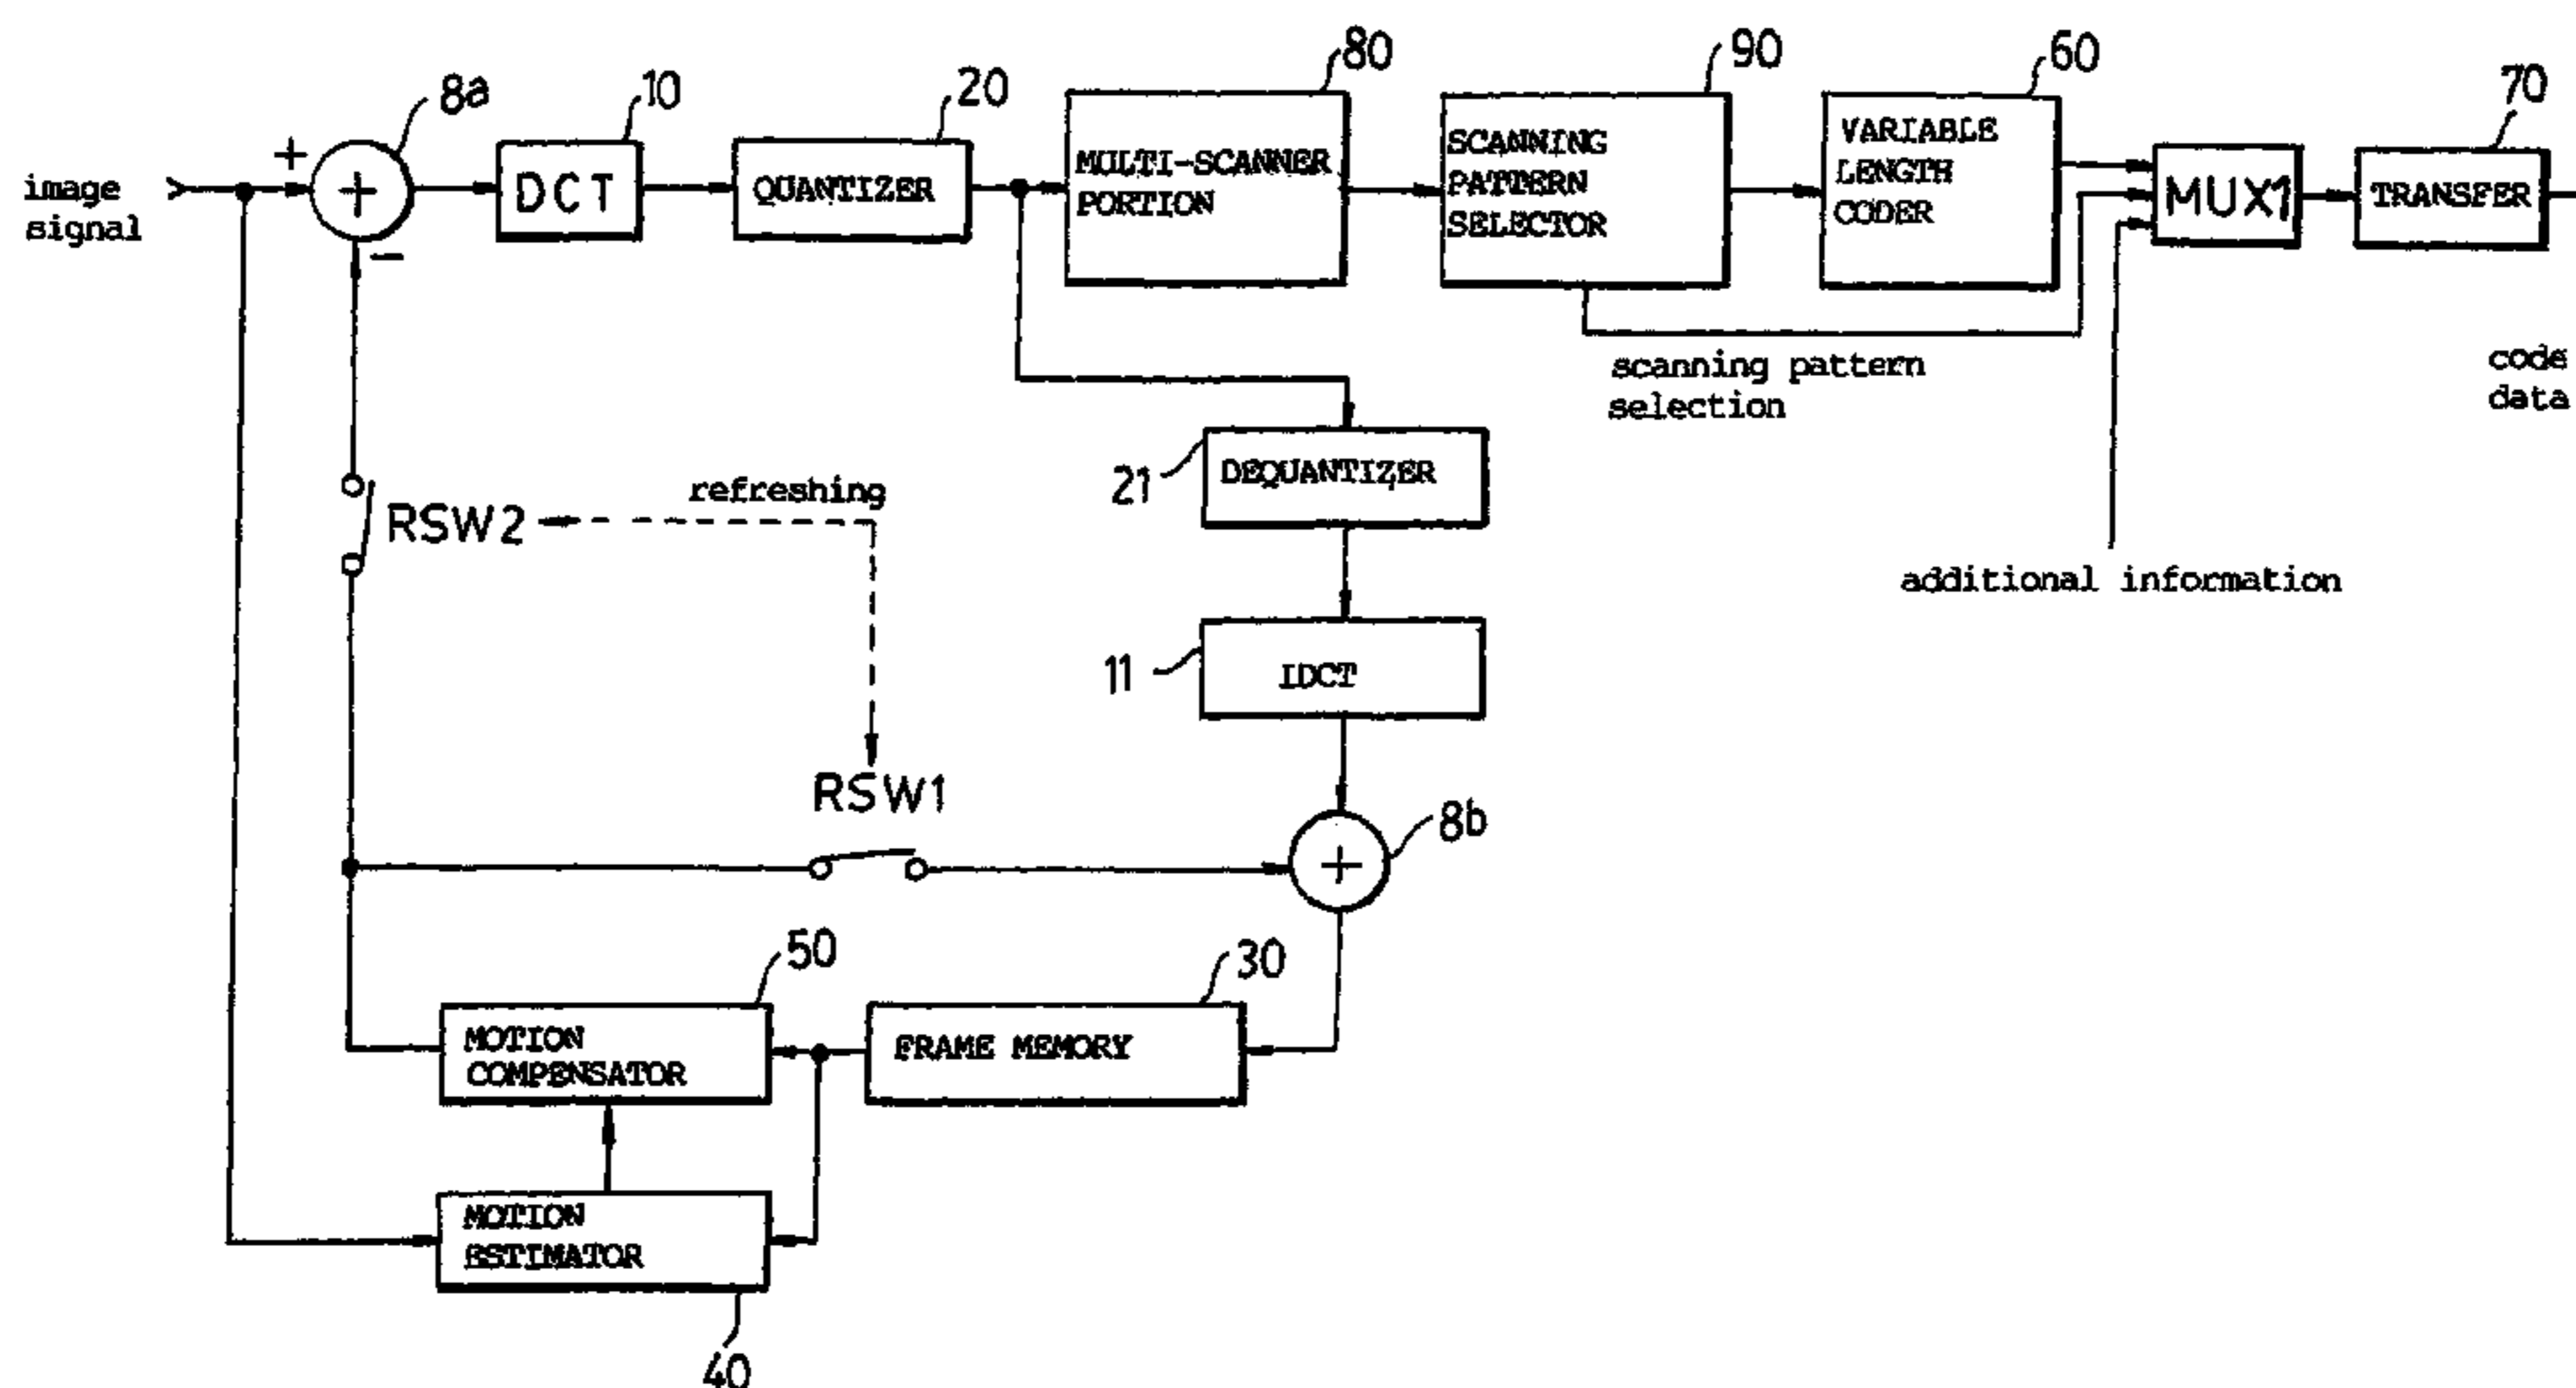 8a
10
20
80
90
60
70
image
signal
+
+
−
DCT
QUANTIZER
MULTI-SCANNER
PORTION
SCANNING
PATTERN
SELECTOR
VARIABLE
LENGTH
CODER
MUX1
TRANSFER
scanning pattern
selection
code
data
21
DEQUANTIZER
refreshing
RSW2
additional information
11
IDCT
RSW1
8b
+
50
30
MOTION
COMPENSATOR
FRAME MEMORY
MOTION
ESTIMATOR
40